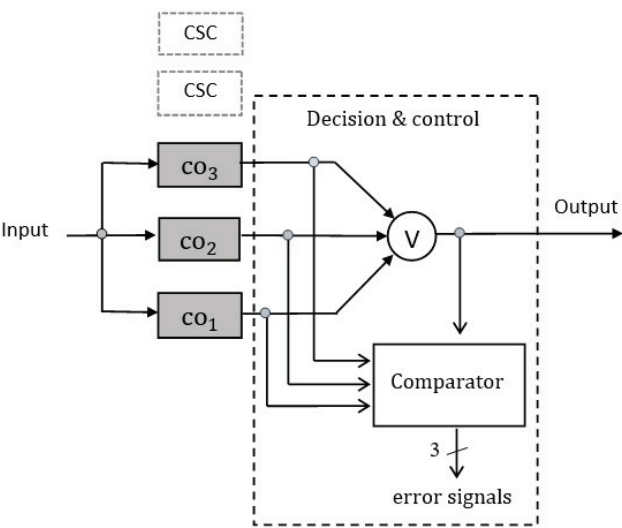 CSC
CSC
Decision & control
co₃
Output
Input
co₂
V
co₁
Comparator
3
error signals